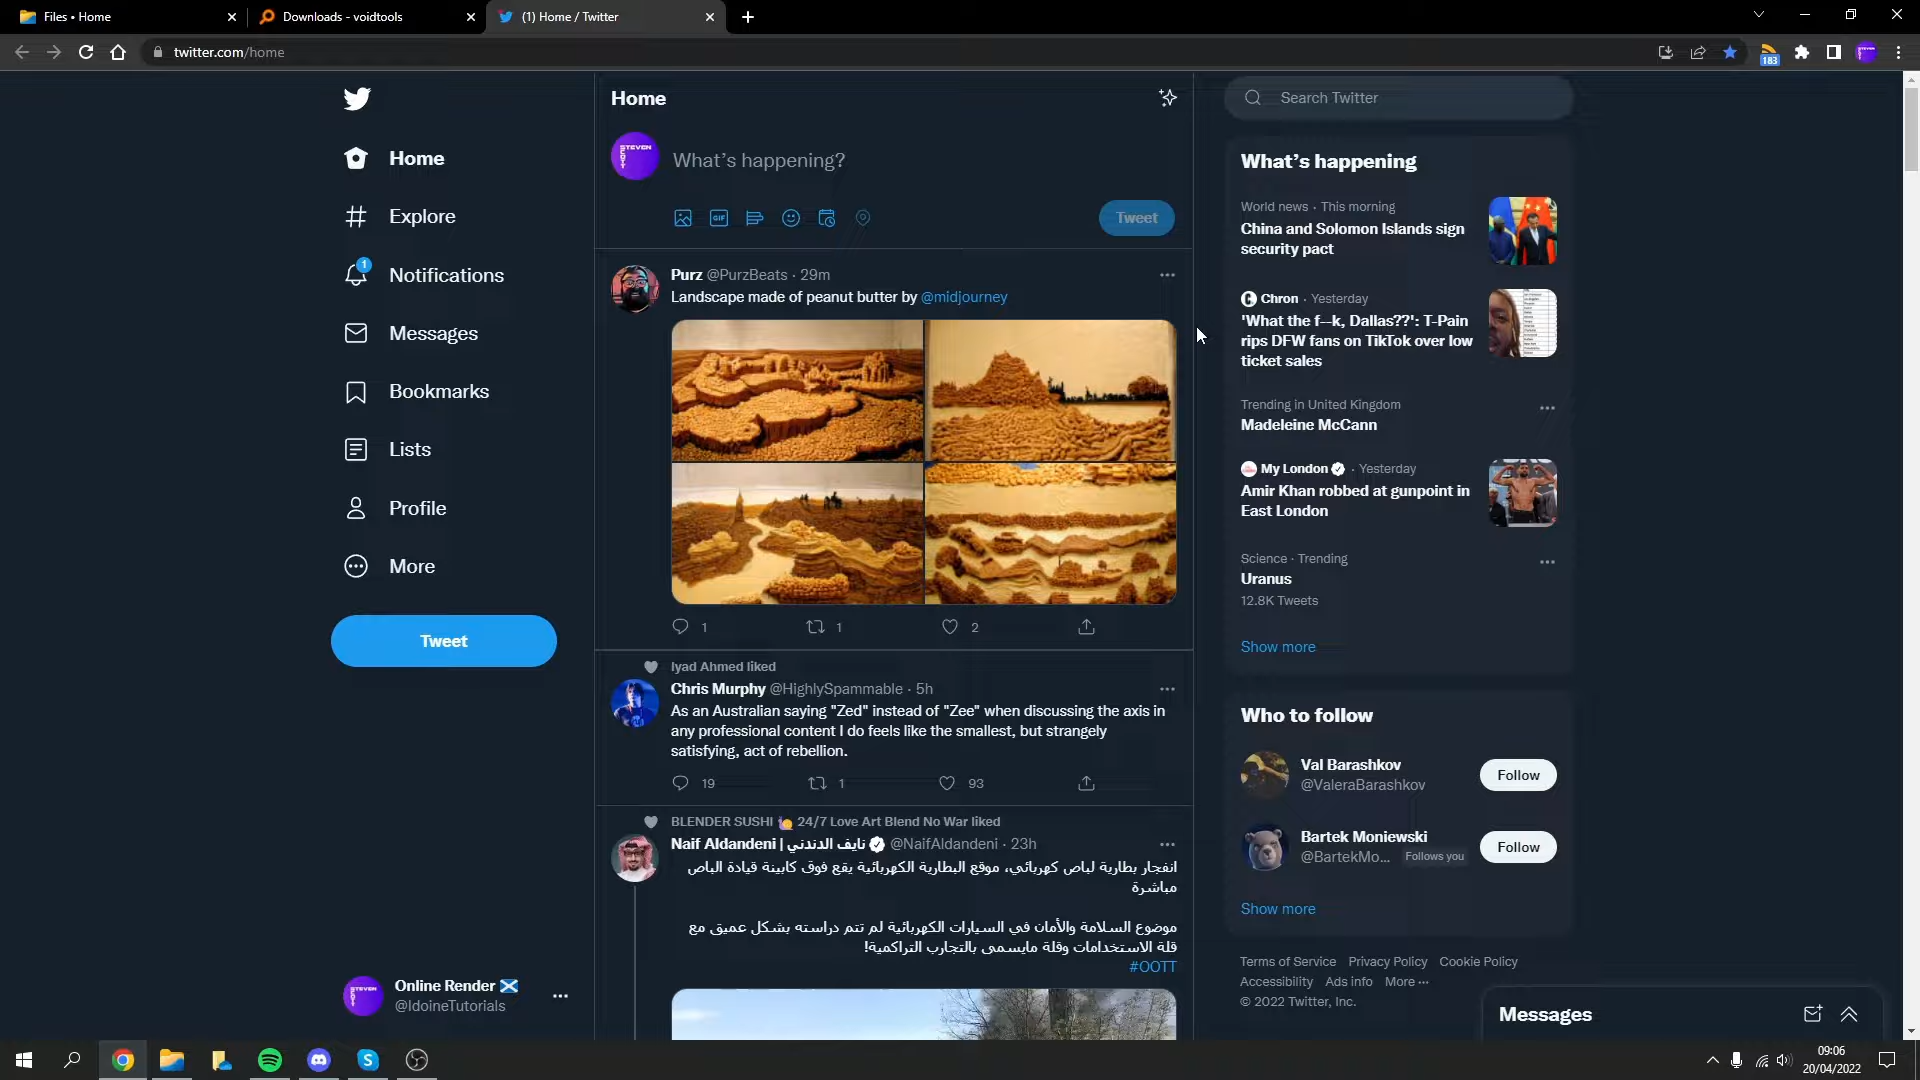 Files • Home
Downloads - voidtools
(1) Home / Twitter
twitter.com/home
183
Home
Explore
1
Notifications
Messages
Bookmarks
Lists
Profile
More
Tweet
Online Render
@IdoineTutorials
Home
What's happening?
GIF
Tweet
Purz @PurzBeats · 29m
Landscape made of peanut butter by @midjourney
1 1 2
Iyad Ahmed liked
Chris Murphy @HighlySpammable · 5h
As an Australian saying "Zed" instead of "Zee" when discussing the axis in
any professional content I do feels like the smallest, but strangely
satisfying, act of rebellion.
19 1 93
BLENDER SUSHI 🐌 24/7 Love Art Blend No War liked
Naif Aldandeni | نايف الدندني @NaifAldandeni · 23h
انفجار بطارية لباص كهربائي، موقع البطارية الكهربائية يقع فوق كابينة قيادة الباص
مباشرة
موضوع السلامة والأمان في السيارات الكهربائية لم تتم دراسته بشكل عميق مع
قلة الاستخدامات وقلة مايسمى بالتجارب التراكمية!
#OOTT
Search Twitter
What's happening
World news · This morning
China and Solomon Islands sign
security pact
Chron · Yesterday
'What the f--k, Dallas??': T-Pain
rips DFW fans on TikTok over low
ticket sales
Trending in United Kingdom
Madeleine McCann
My London · Yesterday
Amir Khan robbed at gunpoint in
East London
Science · Trending
Uranus
12.8K Tweets
Show more
Who to follow
Val Barashkov
@ValeraBarashkov
Follow
Bartek Moniewski
@BartekMo... Follows you
Follow
Show more
Terms of Service Privacy Policy Cookie Policy
Accessibility Ads info More ···
© 2022 Twitter, Inc.
Messages
09:06
20/04/2022